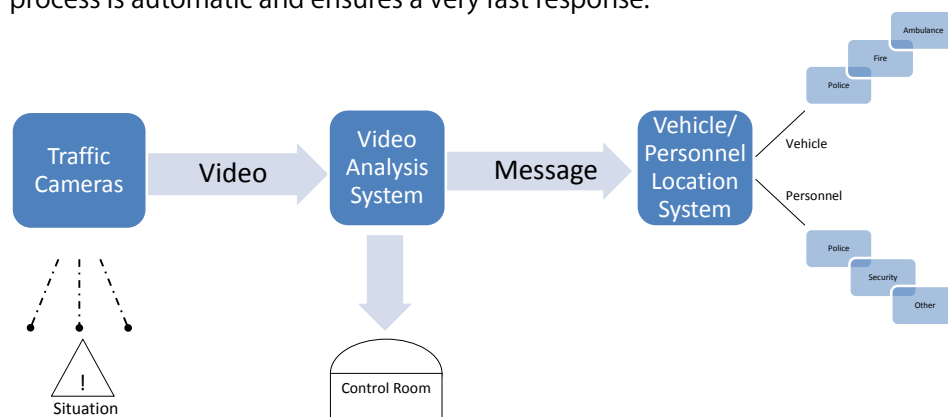 process is automatic and ensures a very fast response.
Ambulance
Fire
Police
Traffic
Cameras
Video
Video
Analysis
System
Message
Vehicle/
Personnel
Location
System
Vehicle
Personnel
Police
Security
Other
!
Situation
Control Room